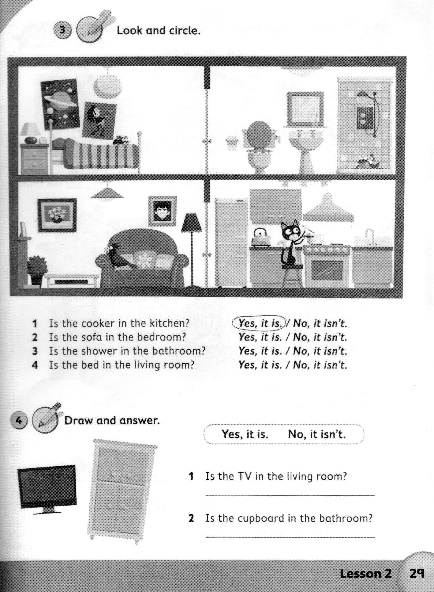 3 Look and circle.
1 Is the cooker in the kitchen? Yes, it is. / No, it isn't.
2 Is the sofa in the bedroom? Yes, it is. / No, it isn't.
3 Is the shower in the bathroom? Yes, it is. / No, it isn't.
4 Is the bed in the living room? Yes, it is. / No, it isn't.
4 Draw and answer.
Yes, it is. No, it isn't.
1 Is the TV in the living room?
2 Is the cupboard in the bathroom?
Lesson 2 29